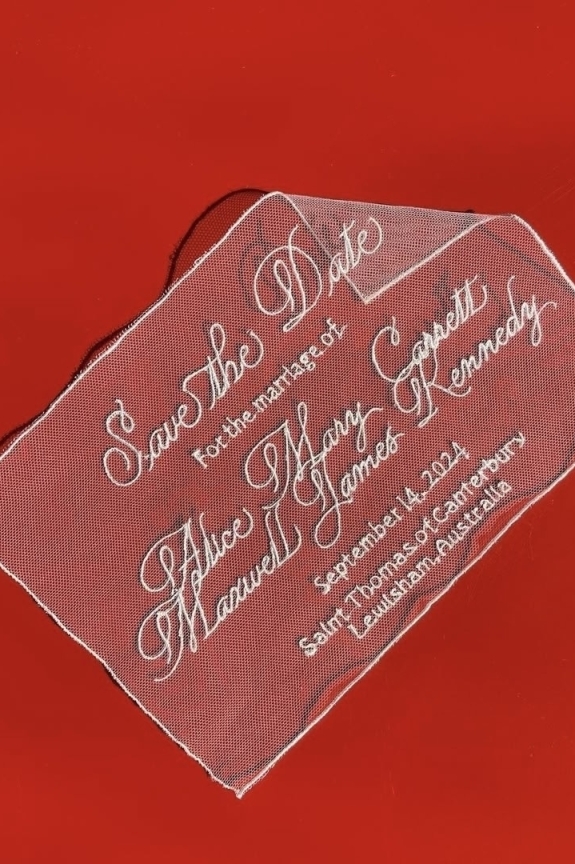 Save the Date
For the marriage of
Alice Mary Garrett
Maxwell James Kennedy
September 14, 2024
Saint Thomas of Canterbury
Lewisham, Australia